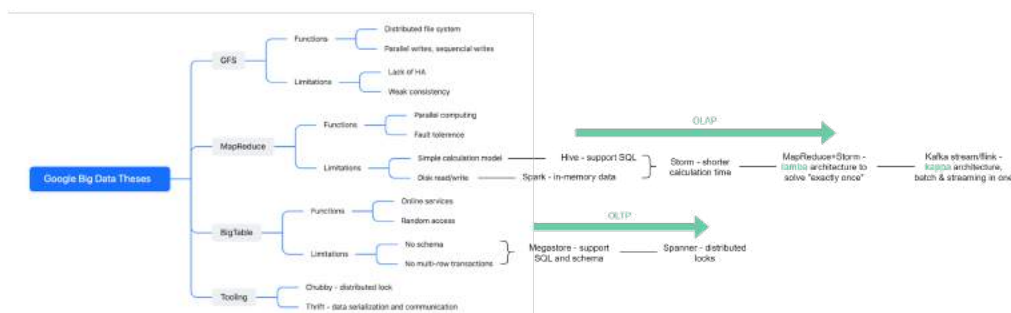 Google Big Data Theses
GFS
Functions
Distributed file system
Parallel writes, sequencial writes
Limitations
Lack of HA
Weak consistency
MapReduce
Functions
Parallel computing
Fault tolerence
Limitations
Simple calculation model
Disk read/write
Hive - support SQL
Spark - in-memory data
OLAP
Storm - shorter
calculation time
MapReduce+Storm -
lamba architecture to
solve "exactly once"
Kafka stream/flink -
kappa architecture,
batch & streaming in one
BigTable
Functions
Online services
Random access
Limitations
No schema
No multi-row transactions
OLTP
Megastore - support
SQL and schema
Spanner - distributed
locks
Tooling
Chubby - distributed lock
Thrift - data serialization and communication